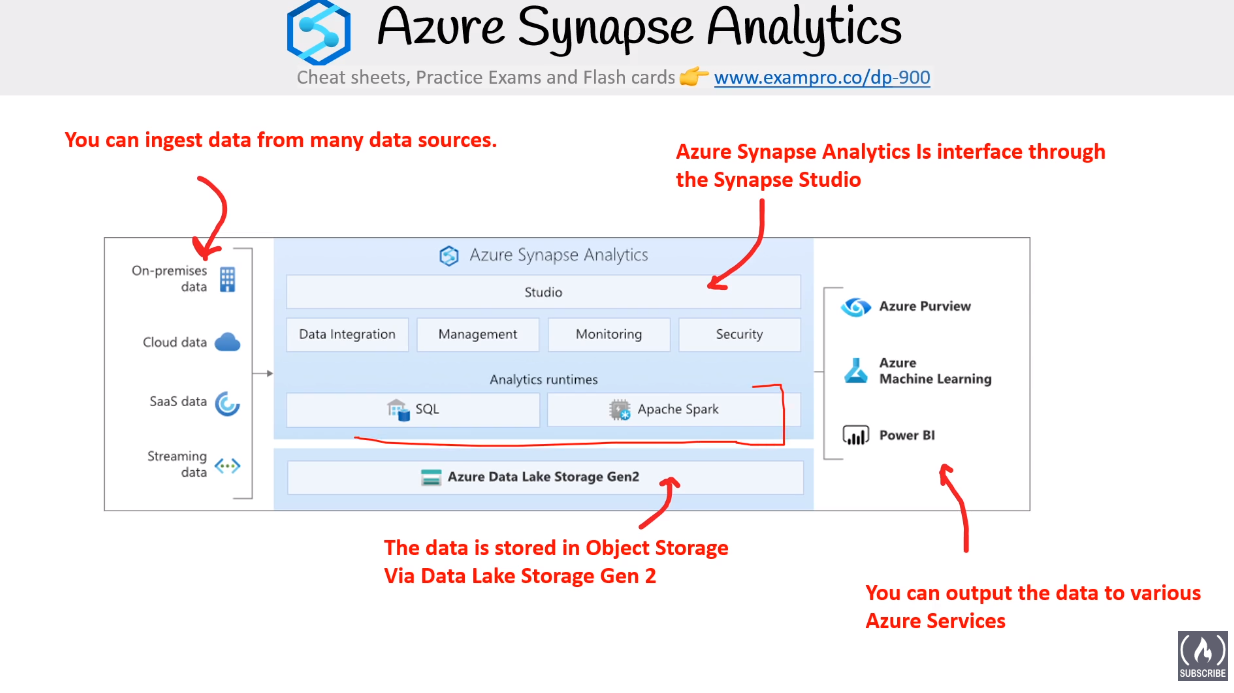 Azure Synapse Analytics
Cheat sheets, Practice Exams and Flash cards 👉 www.exampro.co/dp-900
You can ingest data from many data sources.
Azure Synapse Analytics Is interface through
the Synapse Studio
On-premises
data
Cloud data
SaaS data
Streaming
data
Azure Synapse Analytics
Studio
Data Integration
Management
Monitoring
Security
Analytics runtimes
SQL
Apache Spark
Azure Data Lake Storage Gen2
Azure Purview
Azure
Machine Learning
Power BI
The data is stored in Object Storage
Via Data Lake Storage Gen 2
You can output the data to various
Azure Services
SUBSCRIBE